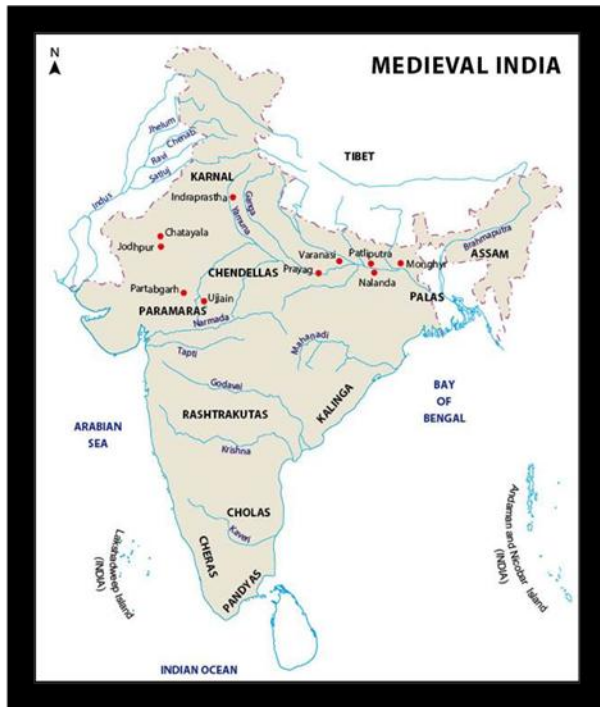 N
MEDIEVAL INDIA
Jhelum
Chenab
Ravi
Satluj
Indus
TIBET
KARNAL
Indraprastha
Ganga
Yamuna
Brahmaputra
ASSAM
Chatayala
Jodhpur
Varanasi
Patliputra
Monghyr
CHENDELLAS
Prayag
Nalanda
Partabgarh
PALAS
Ujjain
PARAMARAS
Narmada
Mahanadi
Tapti
Godavai
BAY
OF
BENGAL
KALINGA
RASHTRAKUTAS
ARABIAN
SEA
Krishna
CHOLAS
Kaveri
CHERAS
PANDYAS
Lakshadweep Island
(INDIA)
Andaman and Nicobar Island
(INDIA)
INDIAN OCEAN